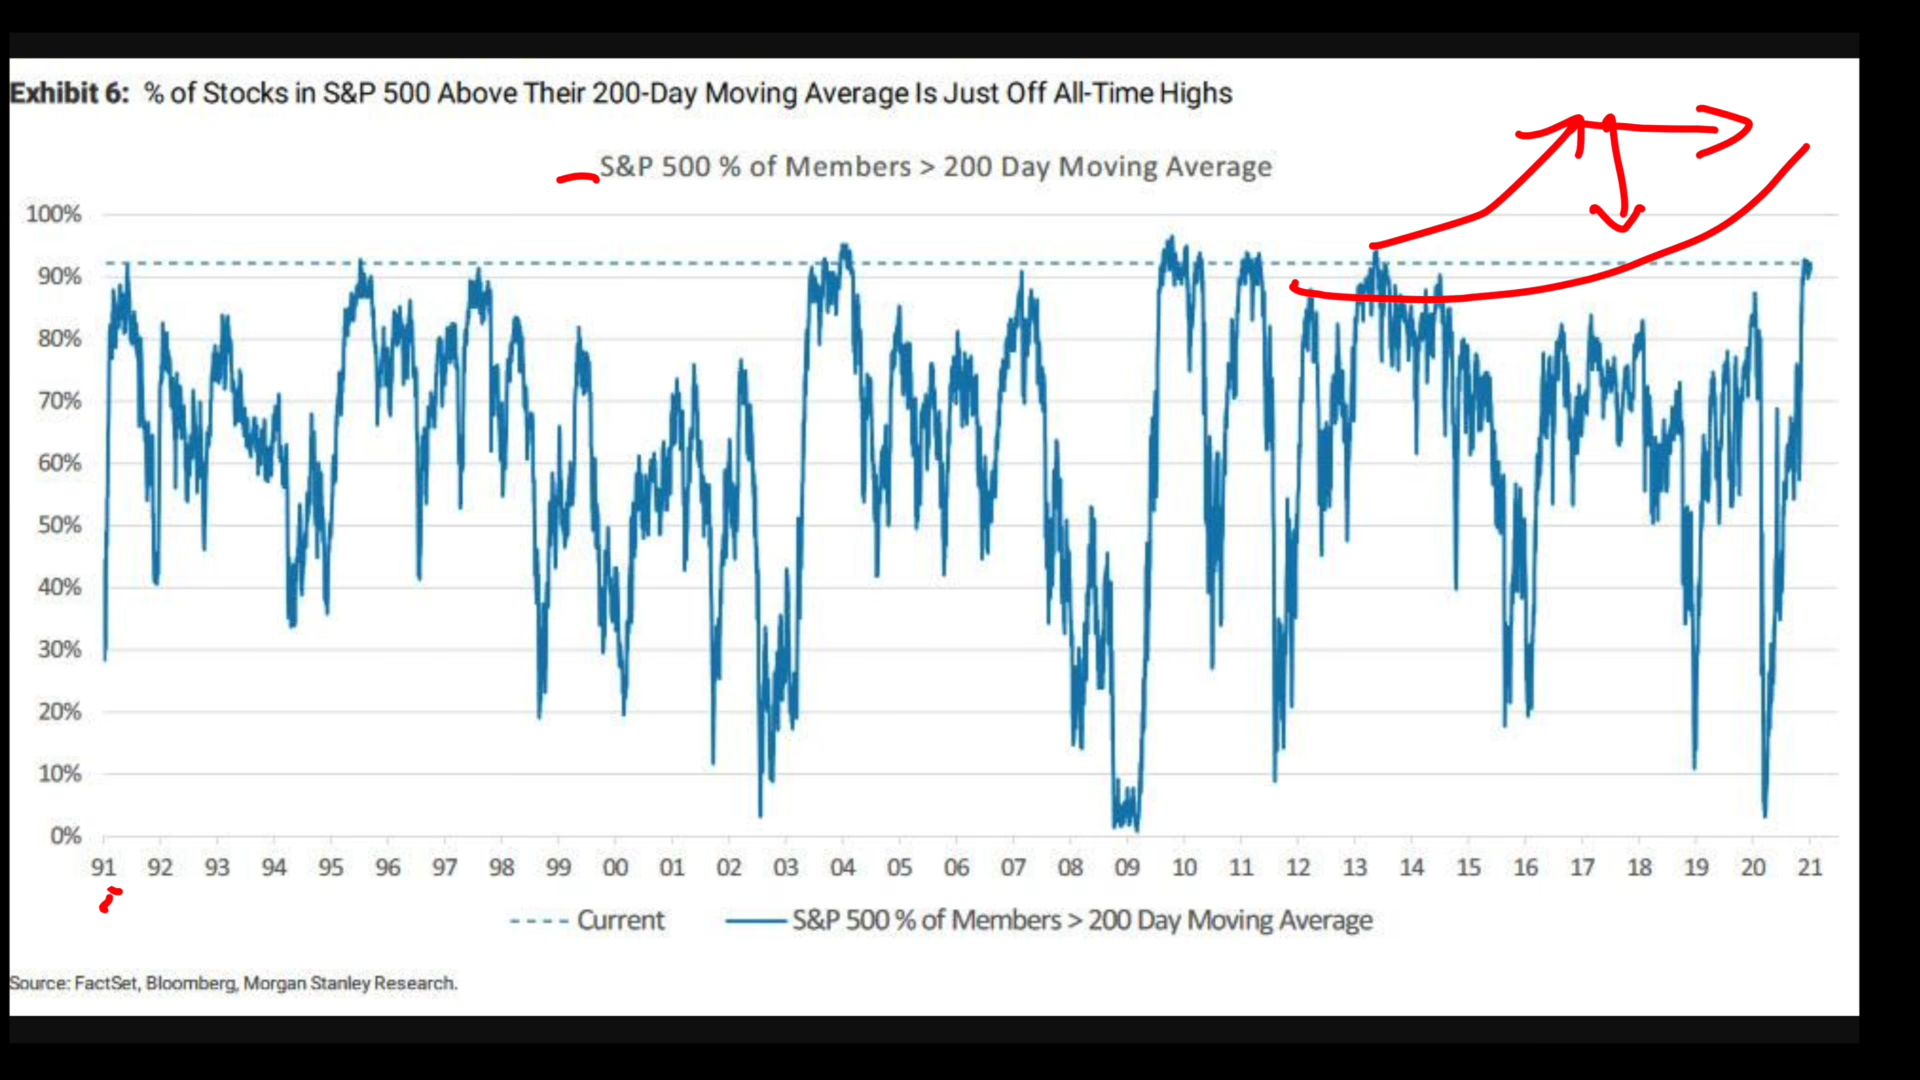 Exhibit 6: % of Stocks in S&P 500 Above Their 200-Day Moving Average Is Just Off All-Time Highs
S&P 500 % of Members > 200 Day Moving Average
100%
90%
80%
70%
60%
50%
40%
30%
20%
10%
0%
91 92 93 94 95 96 97 98 99 00 01 02 03 04 05 06 07 08 09 10 11 12 13 14 15 16 17 18 19 20 21
Current S&P 500 % of Members > 200 Day Moving Average
Source: FactSet, Bloomberg, Morgan Stanley Research.